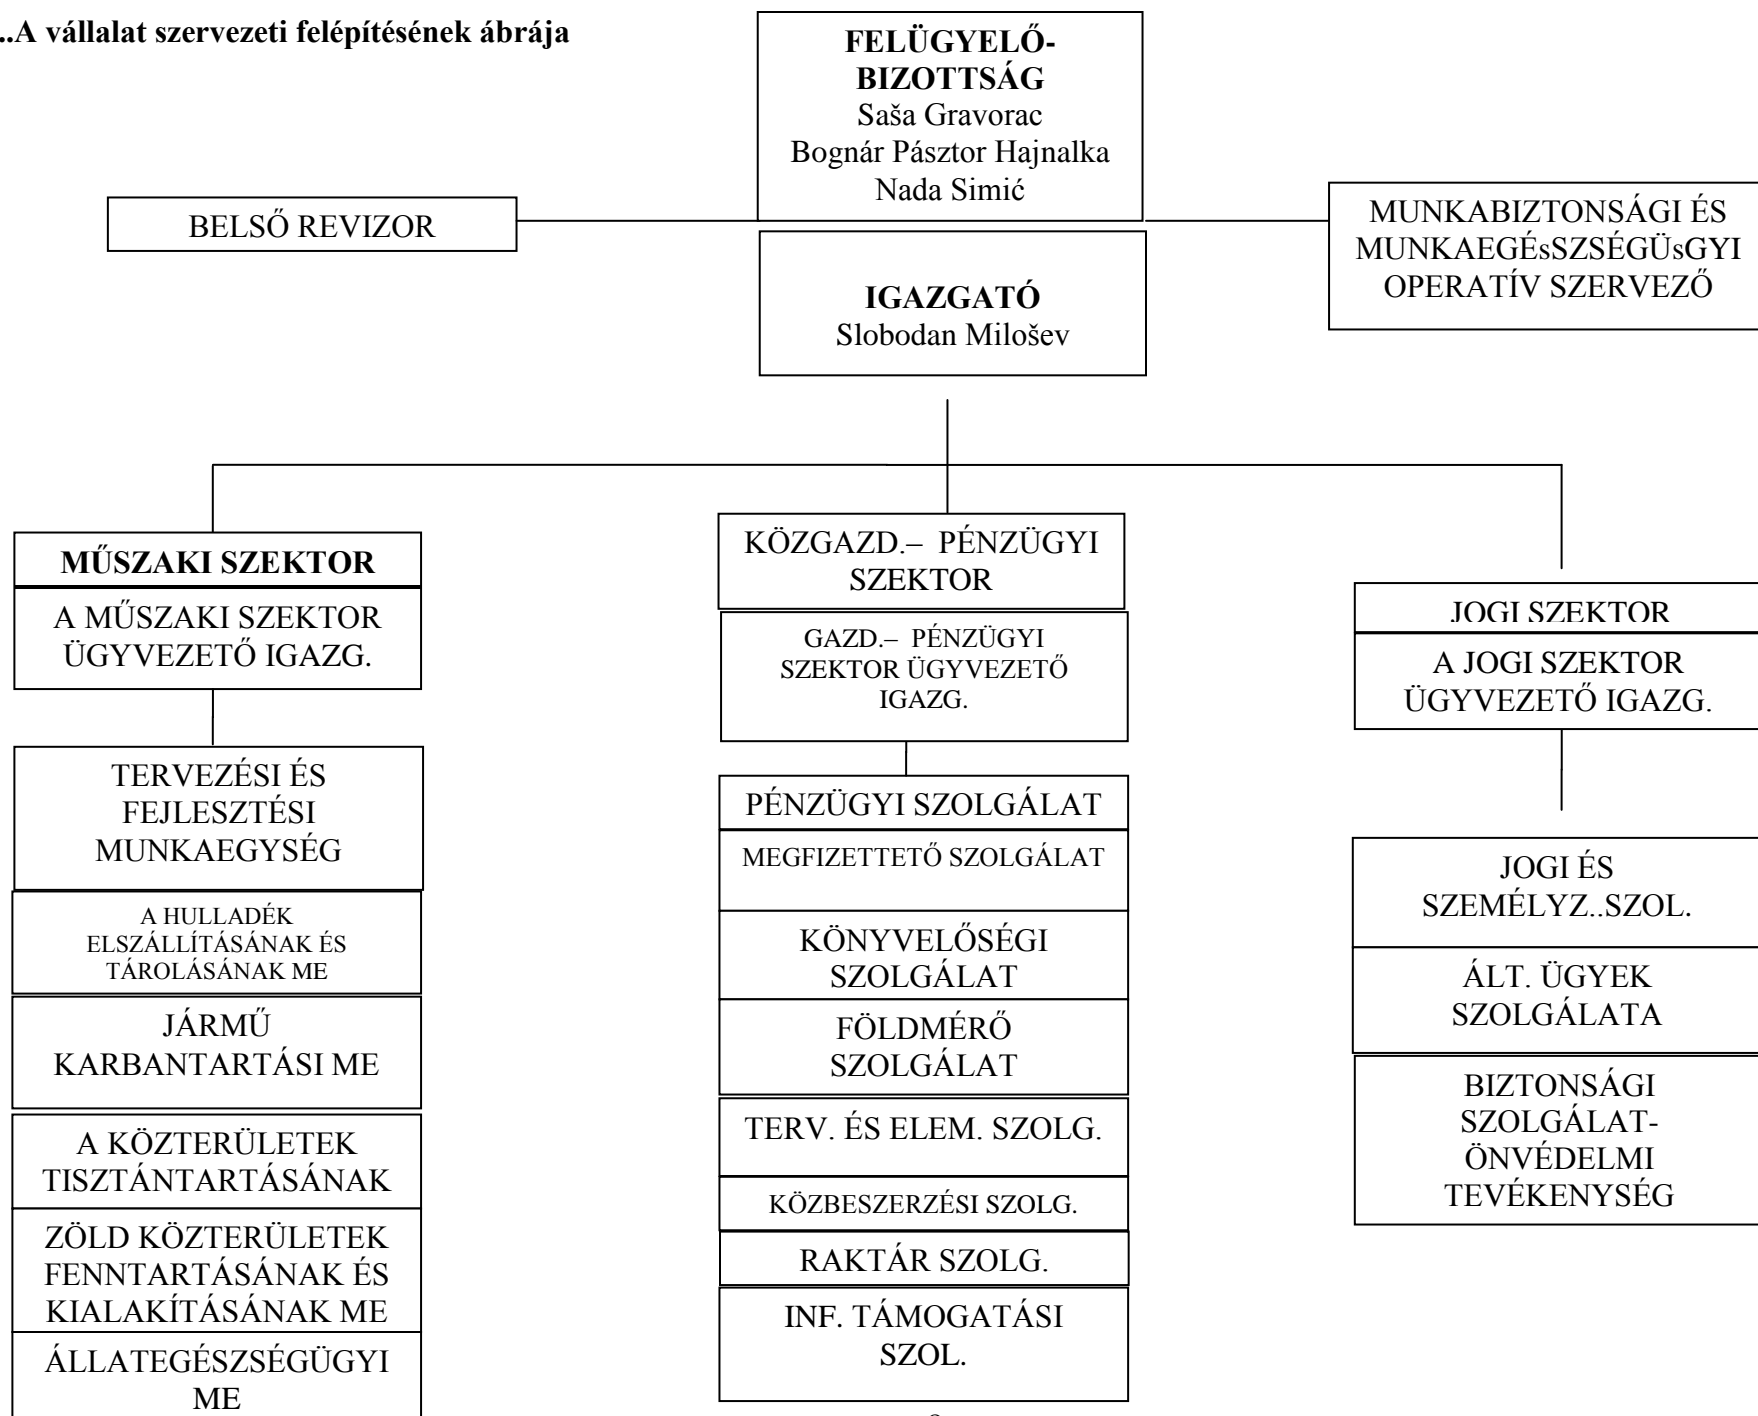 ..A vállalat szervezeti felépítésének ábrája
FELÜGYELŐ-
BIZOTTSÁG
Saša Gravorac
Bognár Pásztor Hajnalka
Nada Simić
BELSŐ REVIZOR
MUNKABIZTONSÁGI ÉS
MUNKAEGÉsSZSÉGÜsGYI
OPERATÍV SZERVEZŐ
IGAZGATÓ
Slobodan Milošev
MŰSZAKI SZEKTOR
A MŰSZAKI SZEKTOR
ÜGYVEZETŐ IGAZG.
TERVEZÉSI ÉS
FEJLESZTÉSI
MUNKAEGYSÉG
A HULLADÉK
ELSZÁLLÍTÁSÁNAK ÉS
TÁROLÁSÁNAK ME
JÁRMŰ
KARBANTARTÁSI ME
A KÖZTERÜLETEK
TISZTÁNTARTÁSÁNAK
ZÖLD KÖZTERÜLETEK
FENNTARTÁSÁNAK ÉS
KIALAKÍTÁSÁNAK ME
ÁLLATEGÉSZSÉGÜGYI
ME
KÖZGAZD.– PÉNZÜGYI
SZEKTOR
GAZD.– PÉNZÜGYI
SZEKTOR ÜGYVEZETŐ
IGAZG.
PÉNZÜGYI SZOLGÁLAT
MEGFIZETTETŐ SZOLGÁLAT
KÖNYVELŐSÉGI
SZOLGÁLAT
FÖLDMÉRŐ
SZOLGÁLAT
TERV. ÉS ELEM. SZOLG.
KÖZBESZERZÉSI SZOLG.
RAKTÁR SZOLG.
INF. TÁMOGATÁSI
SZOL.
JOGI SZEKTOR
A JOGI SZEKTOR
ÜGYVEZETŐ IGAZG.
JOGI ÉS
SZEMÉLYZ..SZOL.
ÁLT. ÜGYEK
SZOLGÁLATA
BIZTONSÁGI
SZOLGÁLAT-
ÖNVÉDELMI
TEVÉKENYSÉG